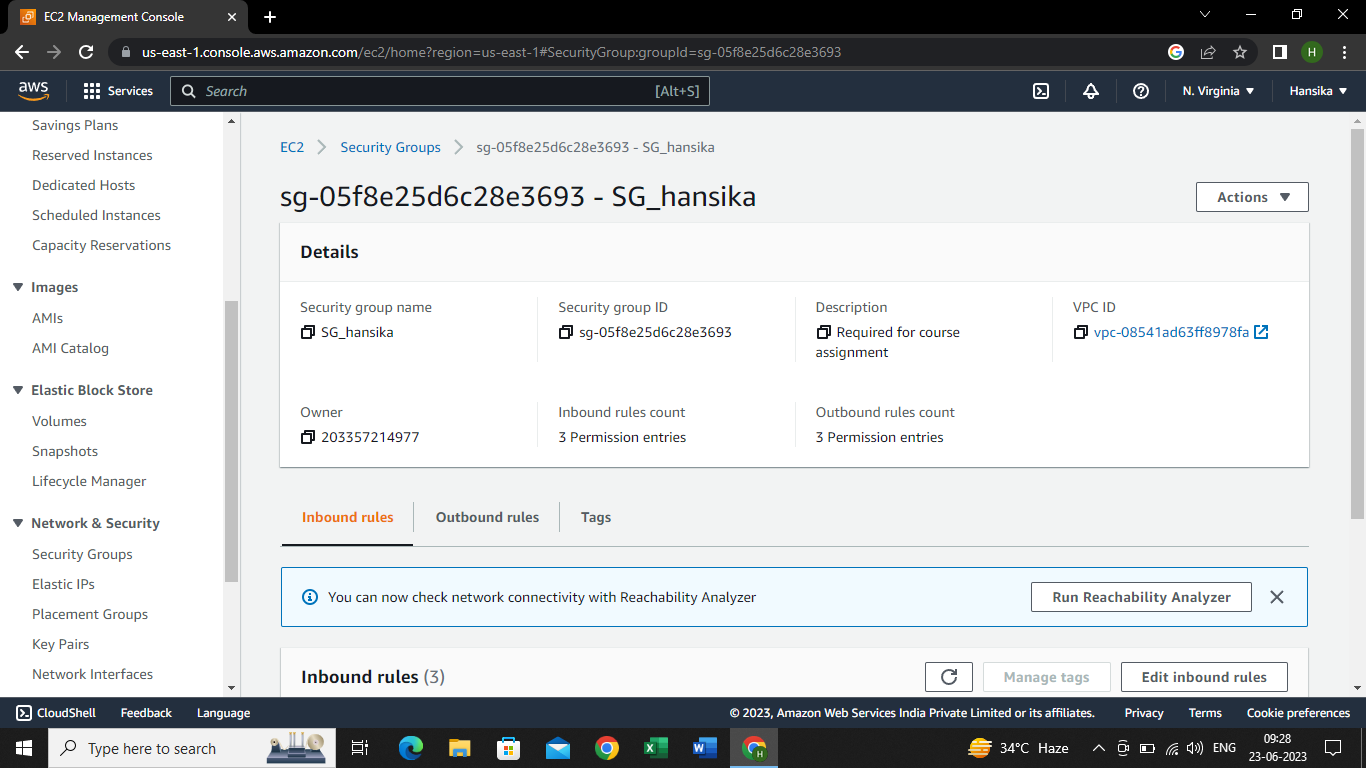 EC2 Management Console
us-east-1.console.aws.amazon.com/ec2/home?region=us-east-1#SecurityGroup:groupId=sg-05f8e25d6c28e3693
H
aws
Services
Search
[Alt+S]
N. Virginia
Hansika
Savings Plans
Reserved Instances
Dedicated Hosts
Scheduled Instances
Capacity Reservations
Images
AMIs
AMI Catalog
Elastic Block Store
Volumes
Snapshots
Lifecycle Manager
Network & Security
Security Groups
Elastic IPs
Placement Groups
Key Pairs
Network Interfaces
EC2 > Security Groups > sg-05f8e25d6c28e3693 - SG_hansika
sg-05f8e25d6c28e3693 - SG_hansika
Actions
Details
Security group name
SG_hansika
Security group ID
sg-05f8e25d6c28e3693
Description
Required for course
assignment
VPC ID
vpc-08541ad63ff8978fa
Owner
203357214977
Inbound rules count
3 Permission entries
Outbound rules count
3 Permission entries
Inbound rules
Outbound rules
Tags
You can now check network connectivity with Reachability Analyzer
Run Reachability Analyzer
Inbound rules (3)
Manage tags
Edit inbound rules
CloudShell
Feedback
Language
© 2023, Amazon Web Services India Private Limited or its affiliates.
Privacy
Terms
Cookie preferences
Type here to search
34°C Haze
ENG
09:28
23-06-2023